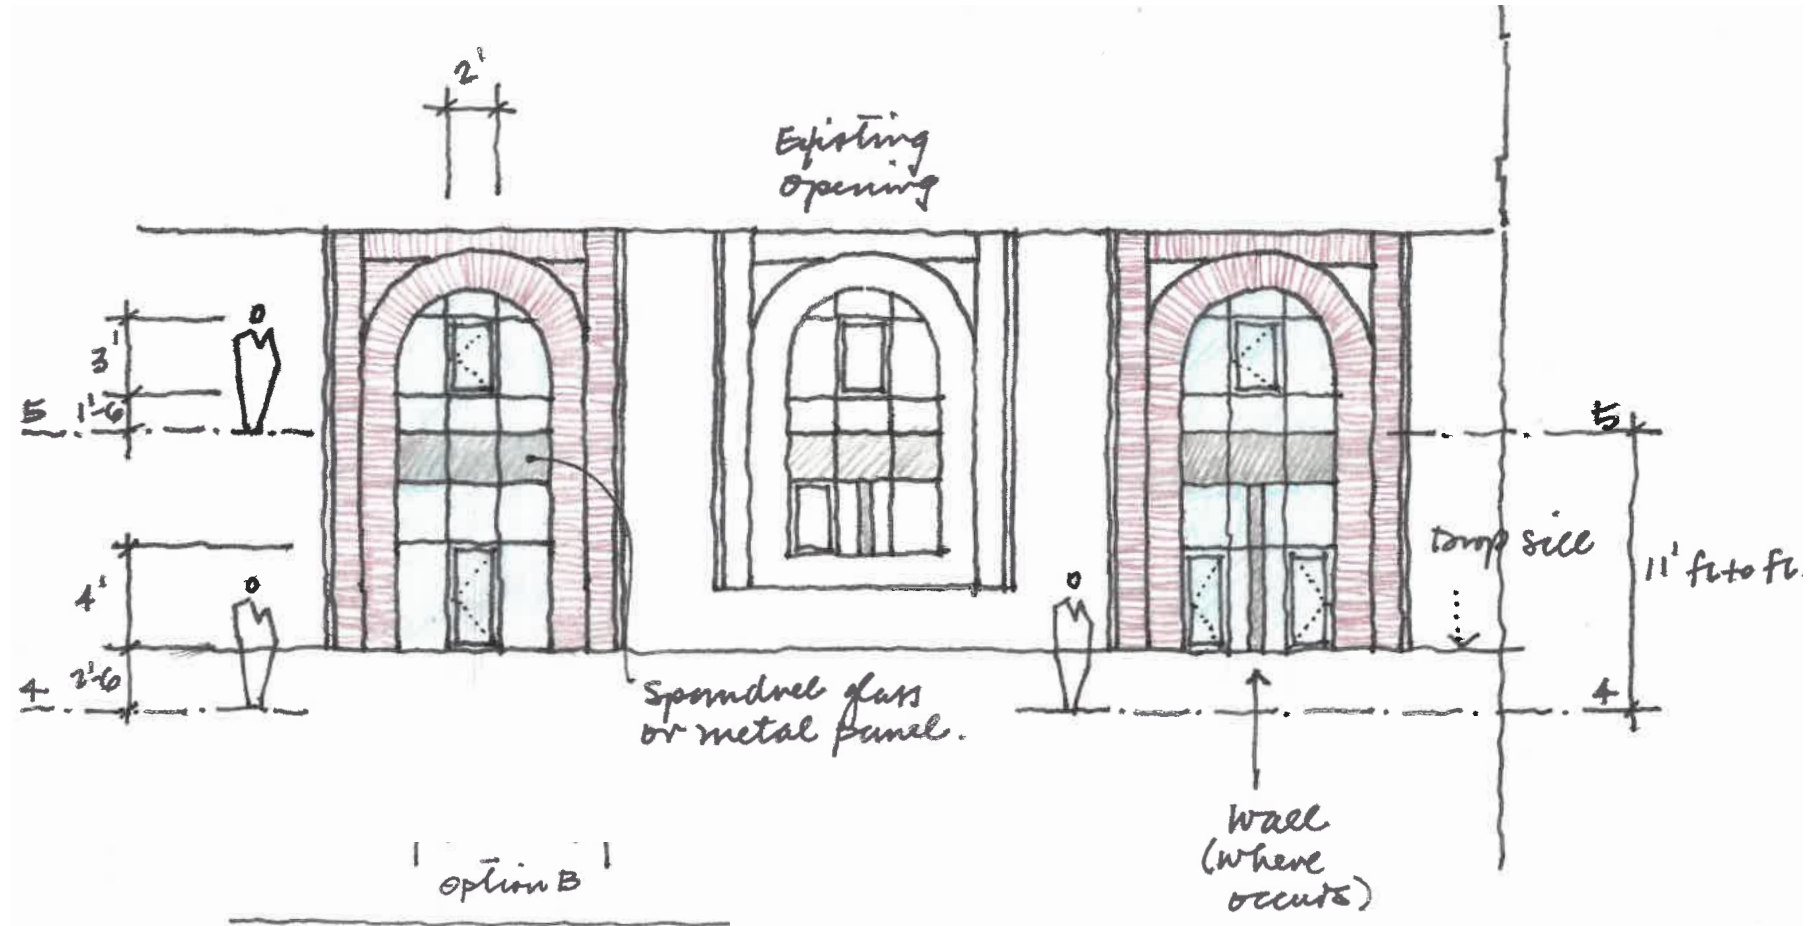 2'
Existing
opening
3'
5 1'-6
5
Drop sill
11' fl to fl.
4'
4 2'-6
4
Spandrel glass
or metal panel.
Wall
(where
occurs)
option B